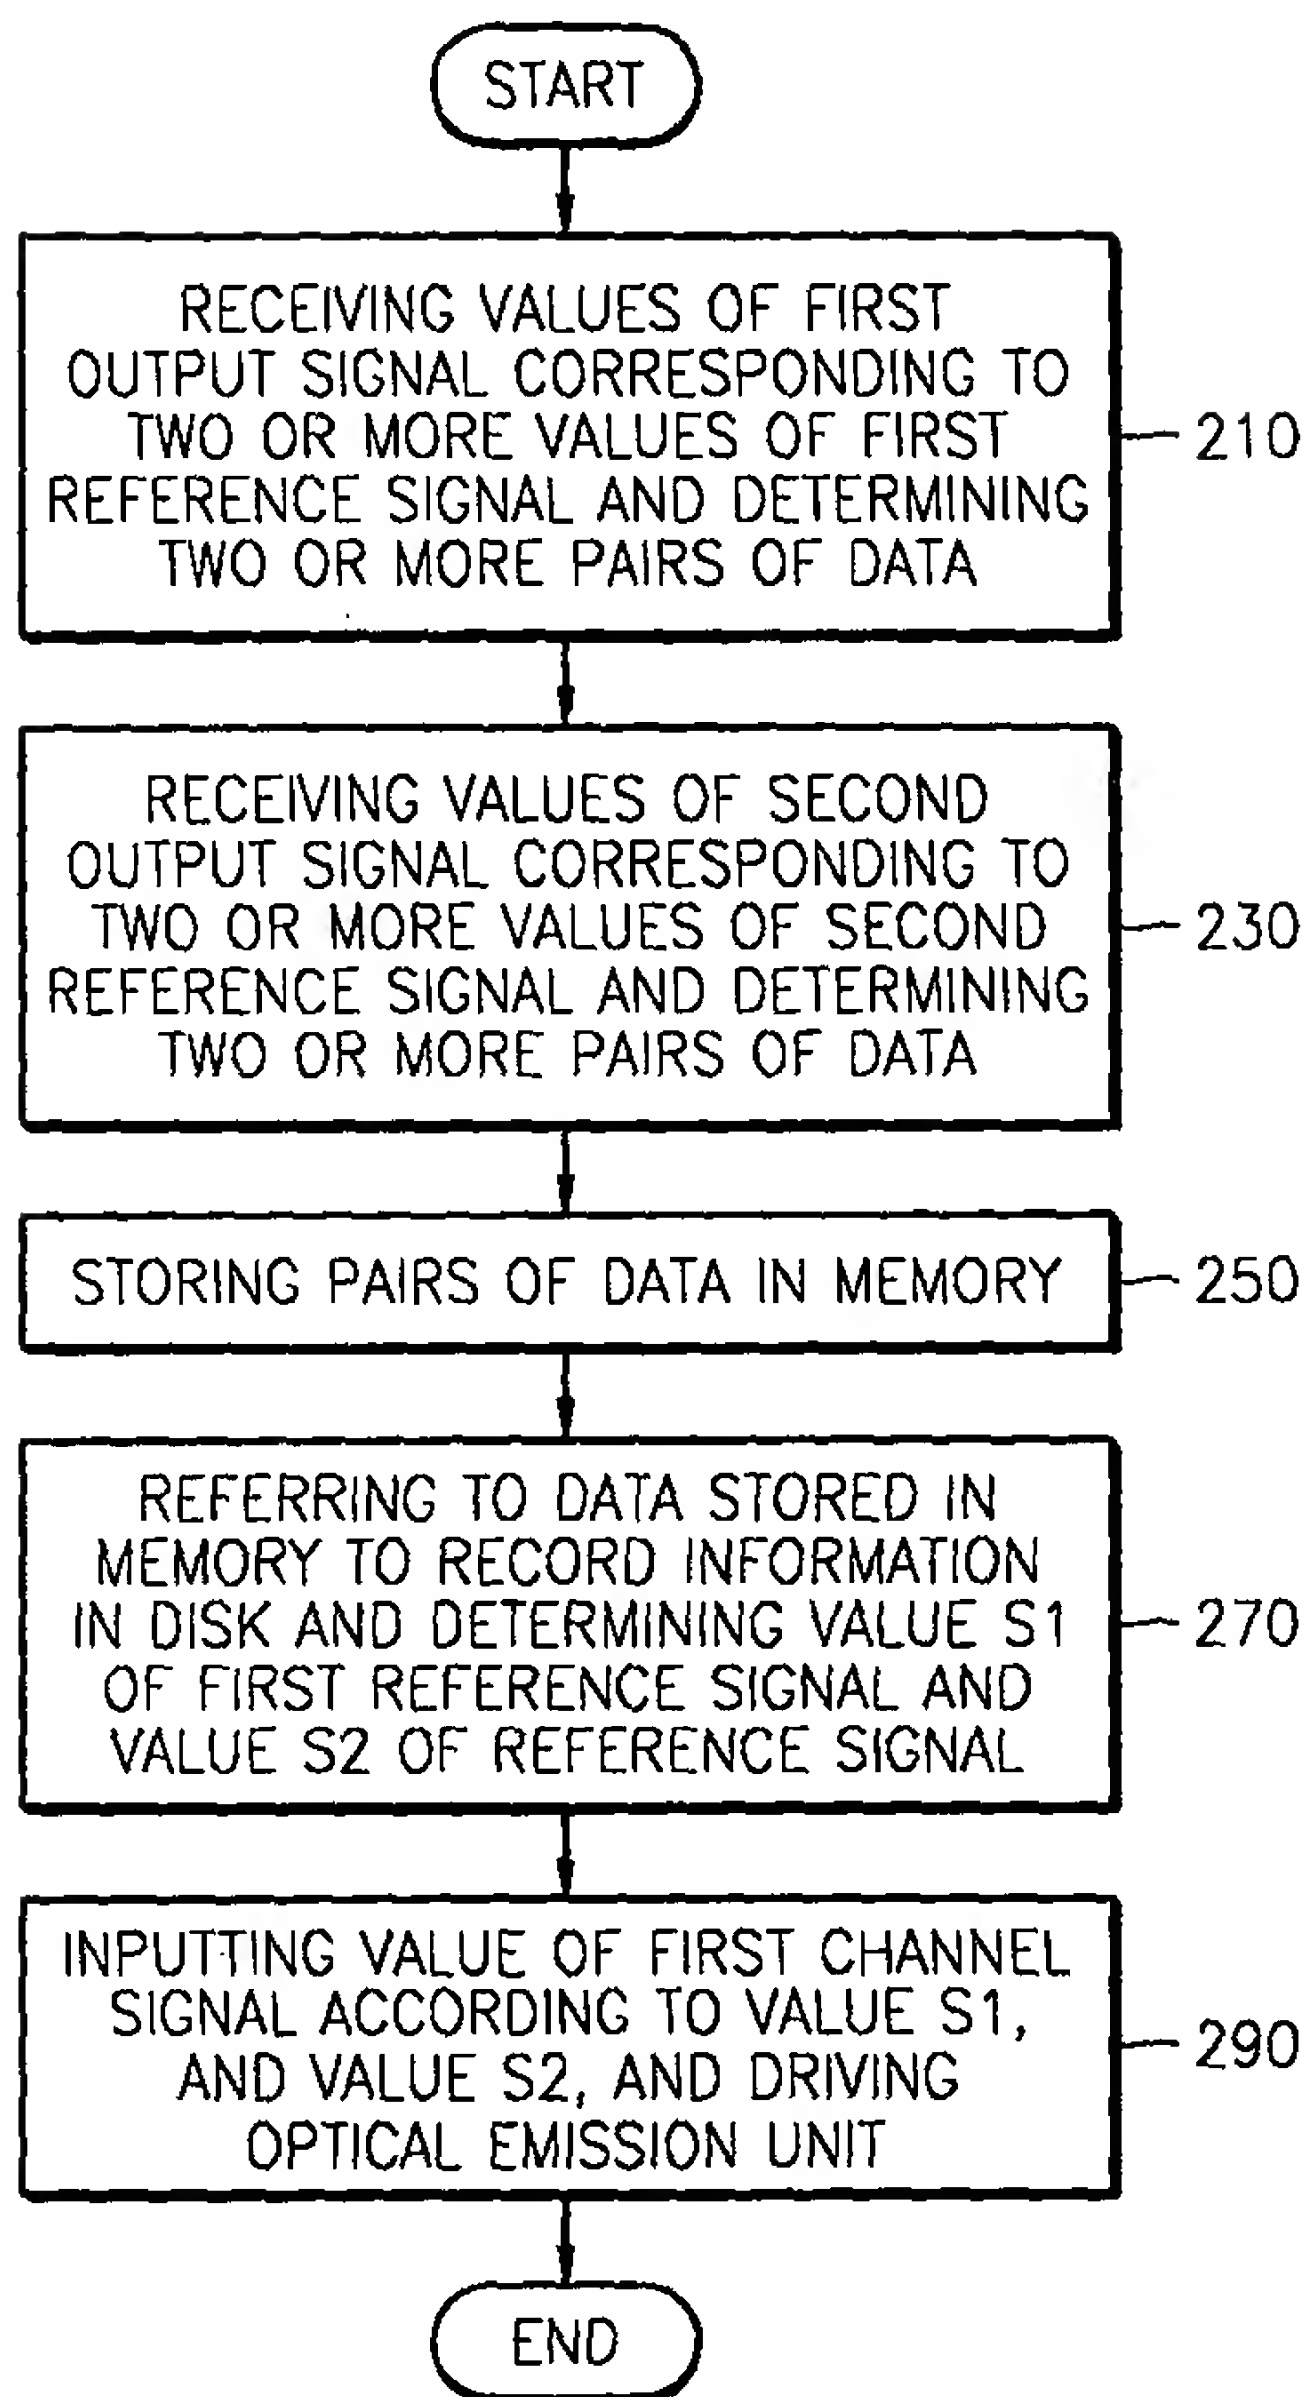 START
RECEIVING VALUES OF FIRST
OUTPUT SIGNAL CORRESPONDING TO
TWO OR MORE VALUES OF FIRST
REFERENCE SIGNAL AND DETERMINING
TWO OR MORE PAIRS OF DATA
210
RECEIVING VALUES OF SECOND
OUTPUT SIGNAL CORRESPONDING TO
TWO OR MORE VALUES OF SECOND
REFERENCE SIGNAL AND DETERMINING
TWO OR MORE PAIRS OF DATA
230
STORING PAIRS OF DATA IN MEMORY
250
REFERRING TO DATA STORED IN
MEMORY TO RECORD INFORMATION
IN DISK AND DETERMINING VALUE S1
OF FIRST REFERENCE SIGNAL AND
VALUE S2 OF REFERENCE SIGNAL
270
INPUTTING VALUE OF FIRST CHANNEL
SIGNAL ACCORDING TO VALUE S1,
AND VALUE S2, AND DRIVING
OPTICAL EMISSION UNIT
290
END